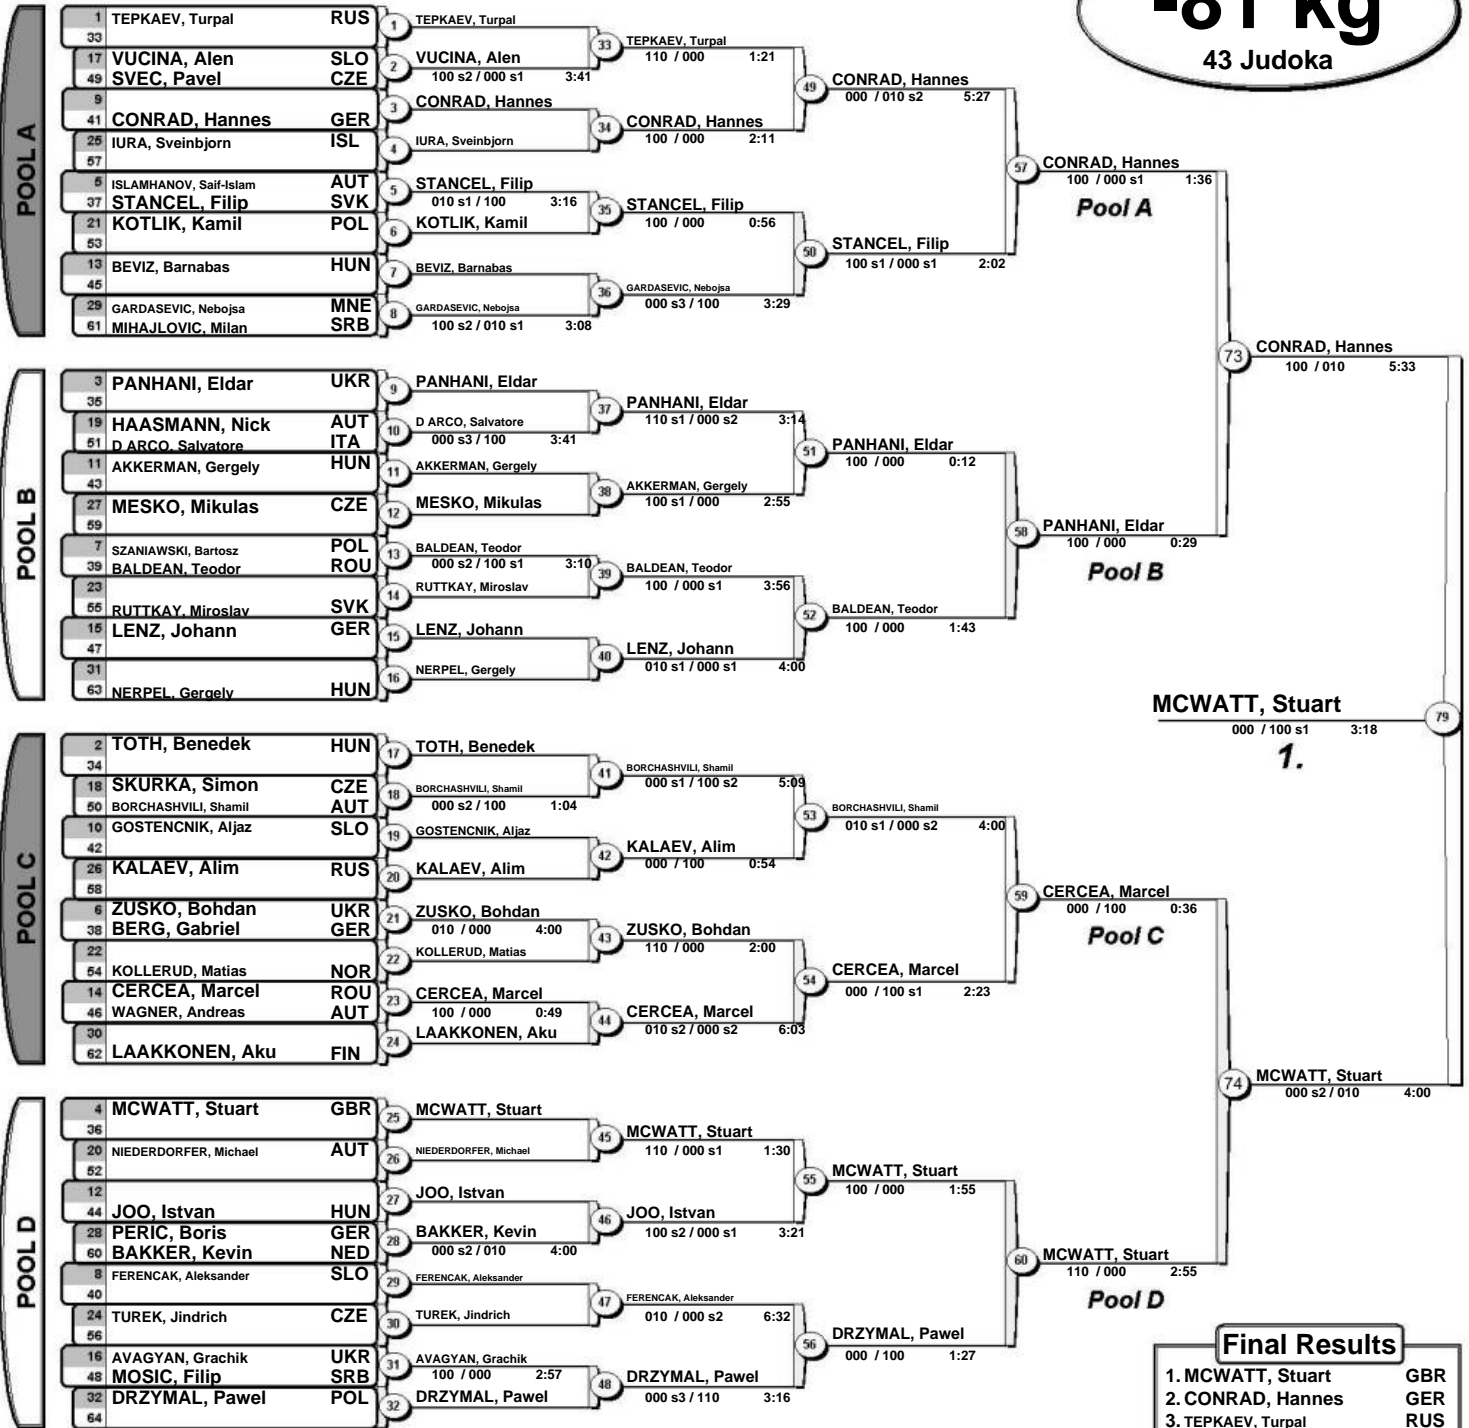 -81 kg
43 Judoka
POOL A
1 TEPKAEV, Turpal RUS
33
17 VUCINA, Alen SLO
49 SVEC, Pavel CZE
9
41 CONRAD, Hannes GER
25 IURA, Sveinbjorn ISL
57
5 ISLAMHANOV, Saif-Islam AUT
37 STANCEL, Filip SVK
21 KOTLIK, Kamil POL
53
13 BEVIZ, Barnabas HUN
45
29 GARDASEVIC, Nebojsa MNE
61 MIHAJLOVIC, Milan SRB
1 TEPKAEV, Turpal
2 VUCINA, Alen
100 s2 / 000 s1 3:41
3 CONRAD, Hannes
4 IURA, Sveinbjorn
5 STANCEL, Filip
010 s1 / 100 3:16
6 KOTLIK, Kamil
7 BEVIZ, Barnabas
8 GARDASEVIC, Nebojsa
100 s2 / 010 s1 3:08
33 TEPKAEV, Turpal
110 / 000 1:21
34 CONRAD, Hannes
100 / 000 2:11
35 STANCEL, Filip
100 / 000 0:56
36 GARDASEVIC, Nebojsa
000 s3 / 100 3:29
49 CONRAD, Hannes
000 / 010 s2 5:27
50 STANCEL, Filip
100 s1 / 000 s1 2:02
57 CONRAD, Hannes
100 / 000 s1 1:36
Pool A
POOL B
3 PANHANI, Eldar UKR
35
19 HAASMANN, Nick AUT
51 D ARCO, Salvatore ITA
11 AKKERMAN, Gergely HUN
43
27 MESKO, Mikulas CZE
59
7 SZANIAWSKI, Bartosz POL
39 BALDEAN, Teodor ROU
23
55 RUTTKAY, Miroslav SVK
15 LENZ, Johann GER
47
31
63 NERPEL, Gergely HUN
9 PANHANI, Eldar
10 D ARCO, Salvatore
000 s3 / 100 3:41
11 AKKERMAN, Gergely
12 MESKO, Mikulas
13 BALDEAN, Teodor
000 s2 / 100 s1 3:10
14 RUTTKAY, Miroslav
15 LENZ, Johann
16 NERPEL, Gergely
37 PANHANI, Eldar
110 s1 / 000 s2 3:14
38 AKKERMAN, Gergely
100 s1 / 000 2:55
39 BALDEAN, Teodor
100 / 000 s1 3:56
40 LENZ, Johann
010 s1 / 000 s1 4:00
51 PANHANI, Eldar
100 / 000 0:12
52 BALDEAN, Teodor
100 / 000 1:43
58 PANHANI, Eldar
100 / 000 0:29
Pool B
73 CONRAD, Hannes
100 / 010 5:33
POOL C
2 TOTH, Benedek HUN
34
18 SKURKA, Simon CZE
50 BORCHASHVILI, Shamil AUT
10 GOSTENCNIK, Aljaz SLO
42
26 KALAEV, Alim RUS
58
6 ZUSKO, Bohdan UKR
38 BERG, Gabriel GER
22
54 KOLLERUD, Matias NOR
14 CERCEA, Marcel ROU
46 WAGNER, Andreas AUT
30
62 LAAKKONEN, Aku FIN
17 TOTH, Benedek
18 BORCHASHVILI, Shamil
000 s2 / 100 1:04
19 GOSTENCNIK, Aljaz
20 KALAEV, Alim
21 ZUSKO, Bohdan
010 / 000 4:00
22 KOLLERUD, Matias
23 CERCEA, Marcel
100 / 000 0:49
24 LAAKKONEN, Aku
41 BORCHASHVILI, Shamil
000 s1 / 100 s2 5:09
42 KALAEV, Alim
000 / 100 0:54
43 ZUSKO, Bohdan
110 / 000 2:00
44 CERCEA, Marcel
010 s2 / 000 s2 6:03
53 BORCHASHVILI, Shamil
010 s1 / 000 s2 4:00
54 CERCEA, Marcel
000 / 100 s1 2:23
59 CERCEA, Marcel
000 / 100 0:36
Pool C
MCWATT, Stuart 79
000 / 100 s1 3:18
1.
POOL D
4 MCWATT, Stuart GBR
36
20 NIEDERDORFER, Michael AUT
52
12
44 JOO, Istvan HUN
28 PERIC, Boris GER
60 BAKKER, Kevin NED
8 FERENCAK, Aleksander SLO
40
24 TUREK, Jindrich CZE
56
16 AVAGYAN, Grachik UKR
48 MOSIC, Filip SRB
32 DRZYMAL, Pawel POL
64
25 MCWATT, Stuart
26 NIEDERDORFER, Michael
27 JOO, Istvan
28 BAKKER, Kevin
000 s2 / 010 4:00
29 FERENCAK, Aleksander
30 TUREK, Jindrich
31 AVAGYAN, Grachik
100 / 000 2:57
32 DRZYMAL, Pawel
45 MCWATT, Stuart
110 / 000 s1 1:30
46 JOO, Istvan
100 s2 / 000 s1 3:21
47 FERENCAK, Aleksander
010 / 000 s2 6:32
48 DRZYMAL, Pawel
000 s3 / 110 3:16
55 MCWATT, Stuart
100 / 000 1:55
56 DRZYMAL, Pawel
000 / 100 1:27
60 MCWATT, Stuart
110 / 000 2:55
Pool D
74 MCWATT, Stuart
000 s2 / 010 4:00
Final Results
1. MCWATT, Stuart GBR
2. CONRAD, Hannes GER
3. TEPKAEV, Turpal RUS